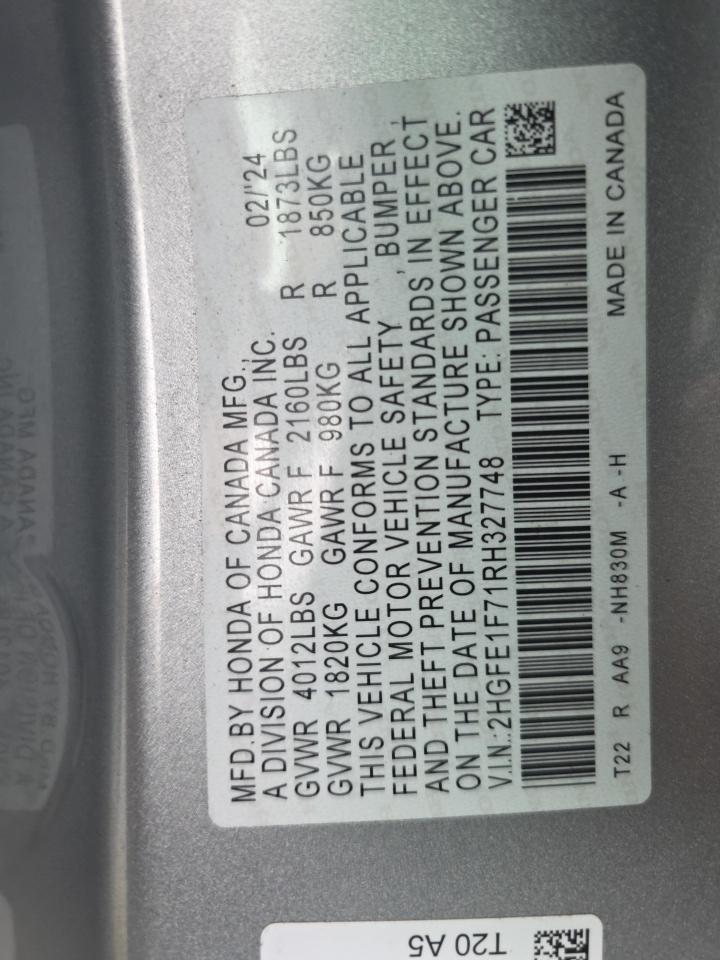 MFD.BY HONDA OF CANADA MFG., 02/'24
A DIVISION OF HONDA CANADA INC.
GVWR 4012LBS GAWR F 2160LBS R 1873LBS
GVWR 1820KG GAWR F 980KG R 850KG
THIS VEHICLE CONFORMS TO ALL APPLICABLE
FEDERAL MOTOR VEHICLE SAFETY , BUMPER ,
AND THEFT PREVENTION STANDARDS IN EFFECT
ON THE DATE OF MANUFACTURE SHOWN ABOVE.
V.I.N.:2HGFE1F71RH327748 TYPE: PASSENGER CAR
T22 R AA9 -NH830M -A -H MADE IN CANADA
T20 A5